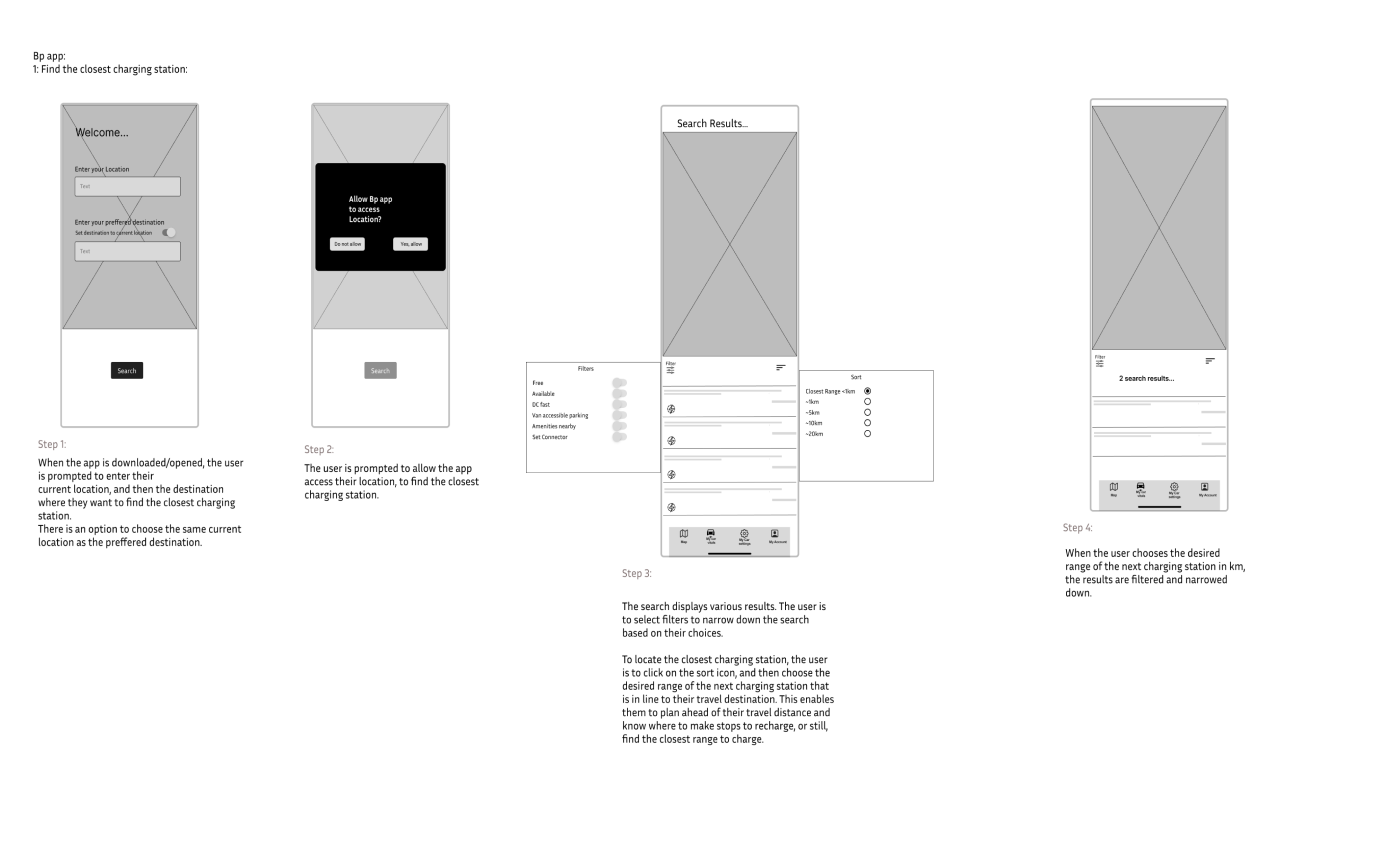 Bp app:
1: Find the closest charging station:
Welcome...
Enter your Location
Text
Enter your preffered destination
Set destination to current location
Text
Search
Step 1:
When the app is downloaded/opened, the user
is prompted to enter their
current location, and then the destination
where they want to find the closest charging
station.
There is an option to choose the same current
location as the preffered destination.
Allow Bp app
to access
Location?
Do not allow
Yes, allow
Search
Step 2:
The user is prompted to allow the app
access their location, to find the closest
charging station.
Search Results...
Filter
Filters
Free
Available
DC fast
Van accessible parking
Amenities nearby
Set Connector
Sort
Closest Range <1km
~1km
~5km
~10km
~20km
Map
My car
My Car
settings
My Account
Step 3:
The search displays various results. The user is
to select filters to narrow down the search
based on their choices.
To locate the closest charging station, the user
is to click on the sort icon, and then choose the
desired range of the next charging station that
is in line to their travel destination. This enables
them to plan ahead of their travel distance and
know where to make stops to recharge, or still,
find the closest range to charge.
Filter
2 search results...
Map
My car
My Car
settings
My Account
Step 4:
When the user chooses the desired
range of the next charging station in km,
the results are filtered and narrowed
down.